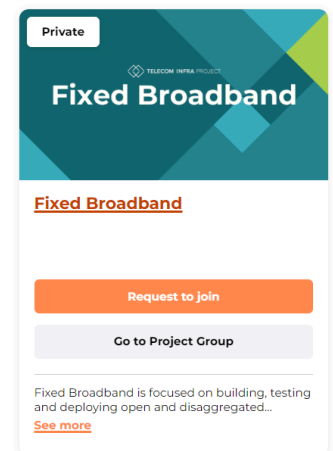 Private
TELECOM INFRA PROJECT
Fixed Broadband
Fixed Broadband
Request to join
Go to Project Group
Fixed Broadband is focused on building, testing
and deploying open and disaggregated...
See more